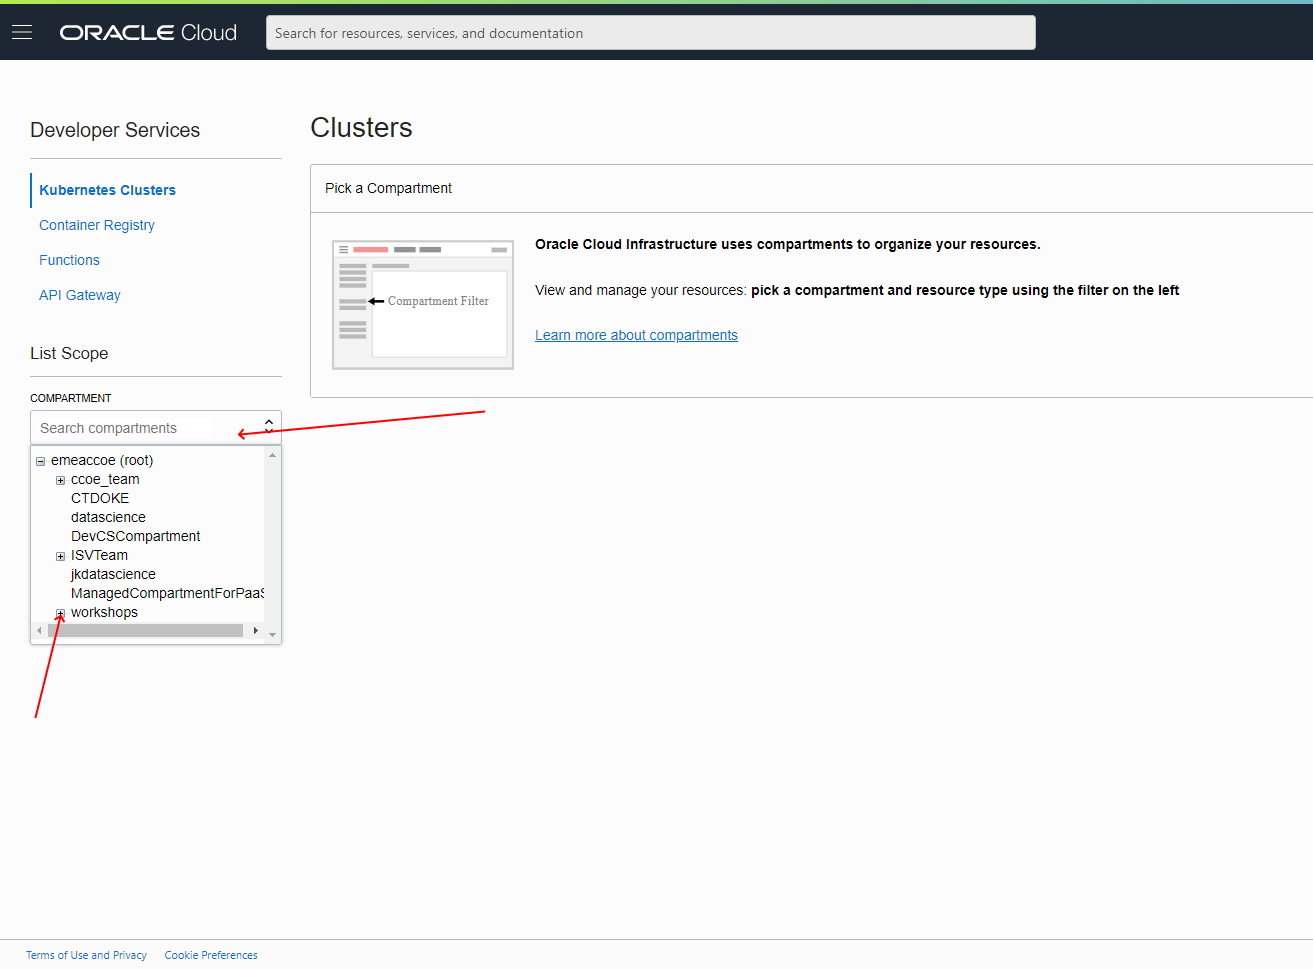 ORACLE Cloud
Search for resources, services, and documentation
Developer Services
Kubernetes Clusters
Container Registry
Functions
API Gateway
List Scope
COMPARTMENT
Search compartments
emeaccoe (root)
ccoe_team
CTDOKE
datascience
DevCSCompartment
ISVTeam
jkdatascience
ManagedCompartmentForPaaS
workshops
Clusters
Pick a Compartment
Compartment Filter
Oracle Cloud Infrastructure uses compartments to organize your resources.
View and manage your resources: pick a compartment and resource type using the filter on the left
Learn more about compartments
Terms of Use and Privacy Cookie Preferences